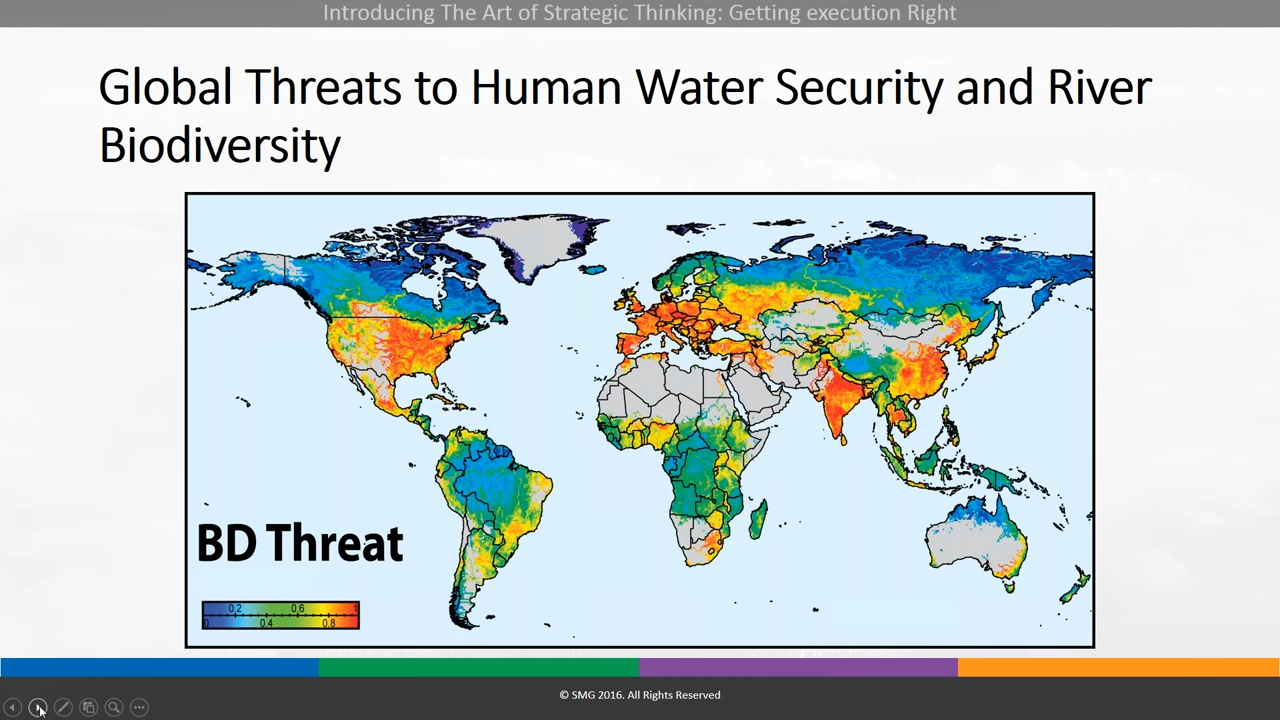 Introducing The Art of Strategic Thinking: Getting execution Right
Global Threats to Human Water Security and River
Biodiversity
BD Threat
0.2 0.6 1
0 0.4 0.8
© SMG 2016. All Rights Reserved